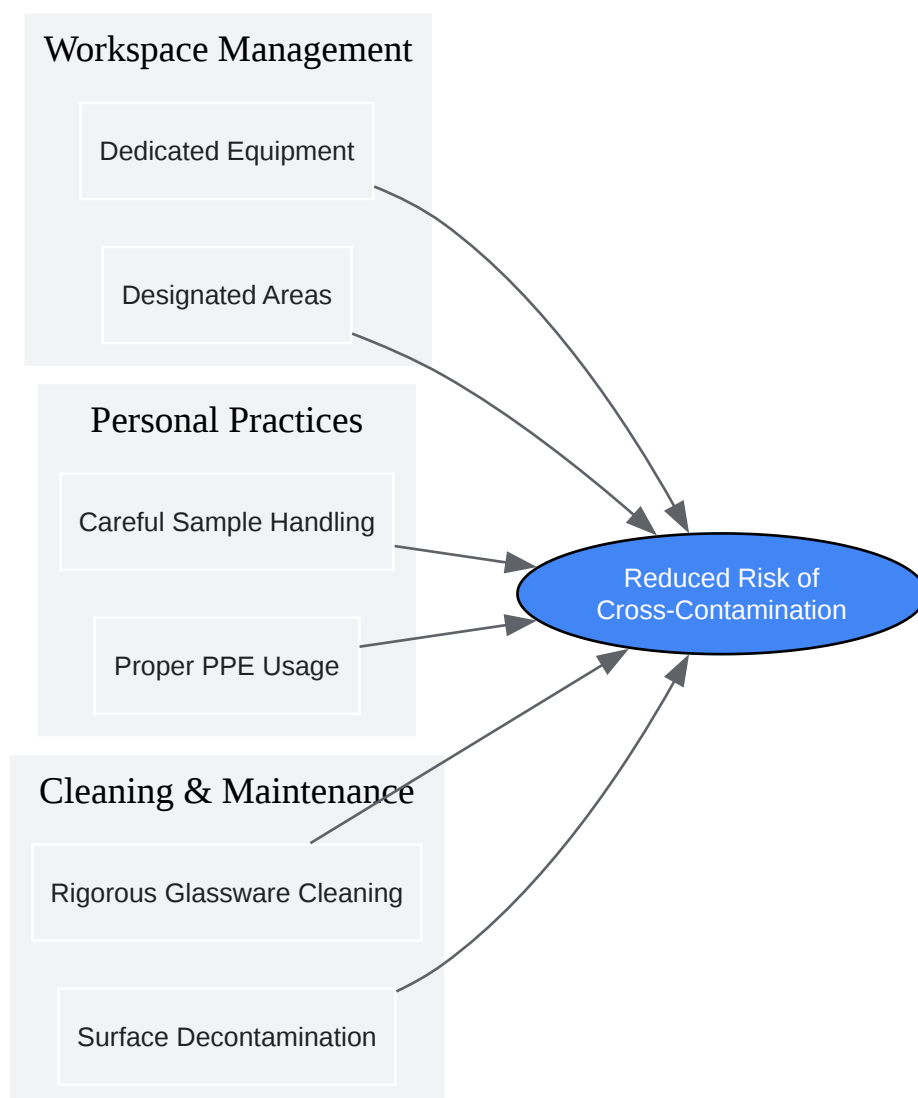 Workspace Management
Dedicated Equipment
Designated Areas
Personal Practices
Careful Sample Handling
Proper PPE Usage
Reduced Risk of
Cross-Contamination
Cleaning & Maintenance
Rigorous Glassware Cleaning
Surface Decontamination